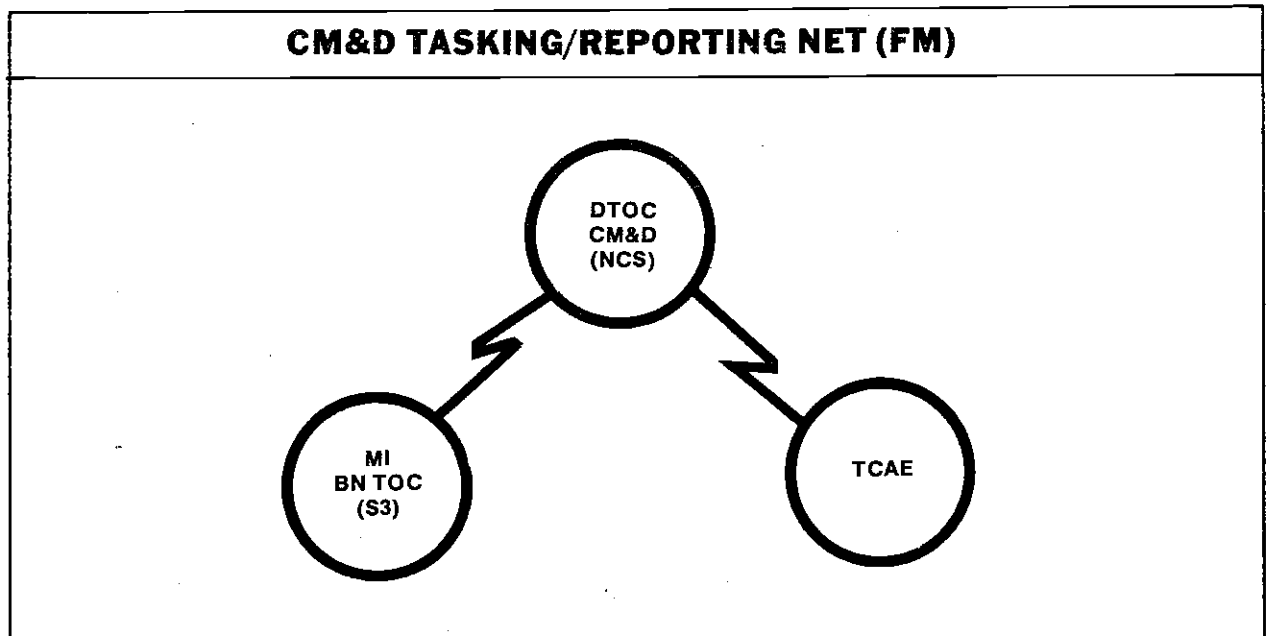 CM&D TASKING/REPORTING NET (FM)
DTOC
CM&D
(NCS)
MI
BN TOC
(S3)
TCAE